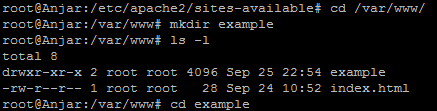 root@Anjar:/etc/apache2/sites-available# cd /var/www/
root@Anjar:/var/www# mkdir example
root@Anjar:/var/www# ls -l
total 8
drwxr-xr-x 2 root root 4096 Sep 25 22:54 example
-rw-r--r-- 1 root root   28 Sep 24 10:52 index.html
root@Anjar:/var/www# cd example